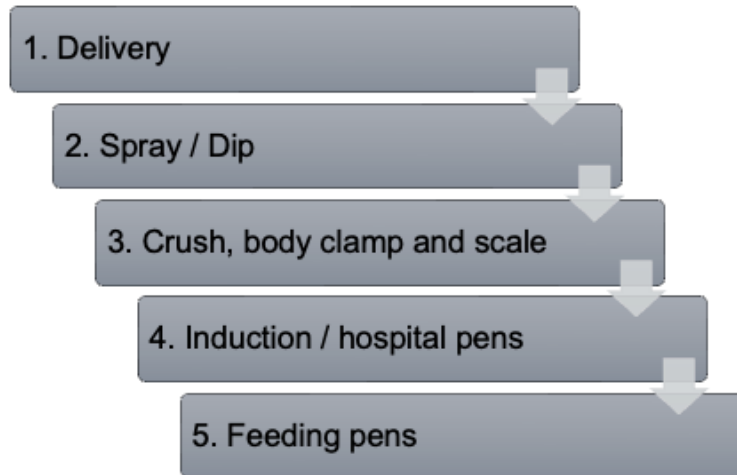 1. Delivery
2. Spray / Dip
3. Crush, body clamp and scale
4. Induction / hospital pens
5. Feeding pens